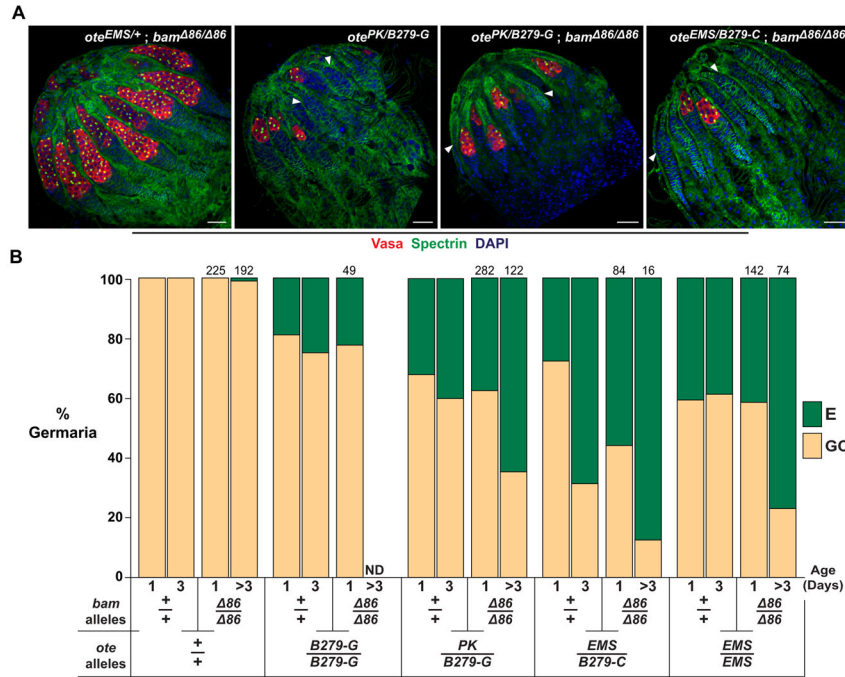 A
ote^EMS/+ ; bam^Δ86/Δ86
ote^PK/B279-G
ote^PK/B279-G ; bam^Δ86/Δ86
ote^EMS/B279-C ; bam^Δ86/Δ86
Vasa Spectrin DAPI
B
225 192 49 282 122 84 16 142 74
100
80
60
40
20
0
%
Germaria
E
GC
ND
1 3 1 >3 1 3 1 >3 1 3 1 >3 1 3 1 >3 1 3 1 >3
Age
(Days)
bam
alleles
+/+ Δ86/Δ86 +/+ Δ86/Δ86 +/+ Δ86/Δ86 +/+ Δ86/Δ86 +/+ Δ86/Δ86
ote
alleles
+/+ B279-G/B279-G PK/B279-G EMS/B279-C EMS/EMS